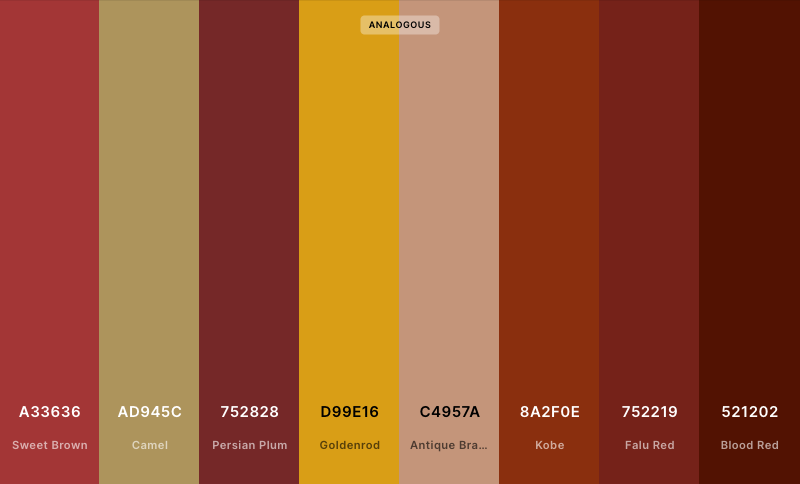 ANALOGOUS
A33636 AD945C 752828 D99E16 C4957A 8A2F0E 752219 521202
Sweet Brown Camel Persian Plum Goldenrod Antique Bra... Kobe Falu Red Blood Red